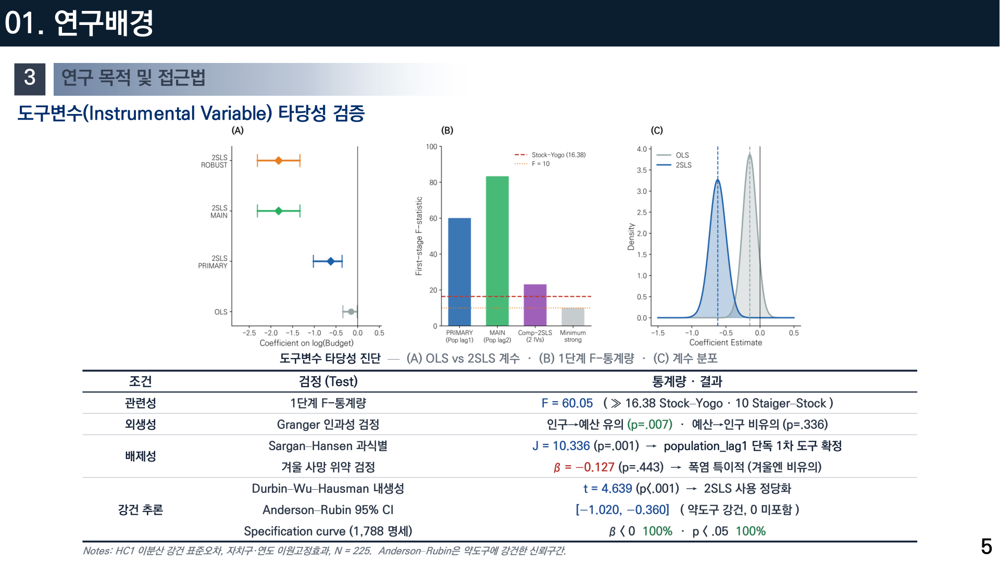 01. 연구배경
3
연구 목적 및 접근법
도구변수(Instrumental Variable) 타당성 검증
(A)
2SLS
ROBUST
2SLS
MAIN
2SLS
PRIMARY
OLS
−2.5 −2.0 −1.5 −1.0 −0.5 0.0 0.5
Coefficient on log(Budget)
(B)
First-stage F-statistic
100
80
60
40
20
0
Stock-Yogo (16.38)
F = 10
PRIMARY
(Pop lag1)
MAIN
(Pop lag2)
Comp-2SLS
(2 IVs)
Minimum
strong
(C)
Density
4.0
3.5
3.0
2.5
2.0
1.5
1.0
0.5
0.0
OLS
2SLS
−1.5 −1.0 −0.5 0.0 0.5
Coefficient Estimate
도구변수 타당성 진단 — (A) OLS vs 2SLS 계수 · (B) 1단계 F-통계량 · (C) 계수 분포
조건 검정 (Test) 통계량 · 결과
관련성 1단계 F-통계량 F = 60.05 ( ≫ 16.38 Stock–Yogo · 10 Staiger–Stock )
외생성 Granger 인과성 검정 인구→예산 유의 (p=.007) · 예산→인구 비유의 (p=.336)
배제성 Sargan–Hansen 과식별 J = 10.336 (p=.001) → population_lag1 단독 1차 도구 확정
겨울 사망 위약 검정 β = −0.127 (p=.443) → 폭염 특이적 (겨울엔 비유의)
강건 추론 Durbin–Wu–Hausman 내생성 t = 4.639 (p<.001) → 2SLS 사용 정당화
Anderson–Rubin 95% CI [−1.020, −0.360] ( 약도구 강건, 0 미포함 )
Specification curve (1,788 명세) β < 0 100% · p < .05 100%
Notes: HC1 이분산 강건 표준오차, 자치구·연도 이원고정효과, N = 225. Anderson–Rubin은 약도구에 강건한 신뢰구간.
5